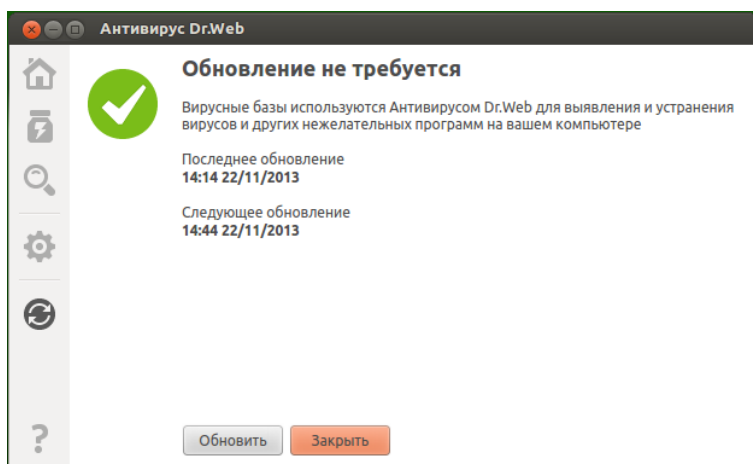 Антивирус Dr.Web
Обновление не требуется
Вирусные базы используются Антивирусом Dr.Web для выявления и устранения
вирусов и других нежелательных программ на вашем компьютере
Последнее обновление
14:14 22/11/2013
Следующее обновление
14:44 22/11/2013
?
Обновить
Закрыть